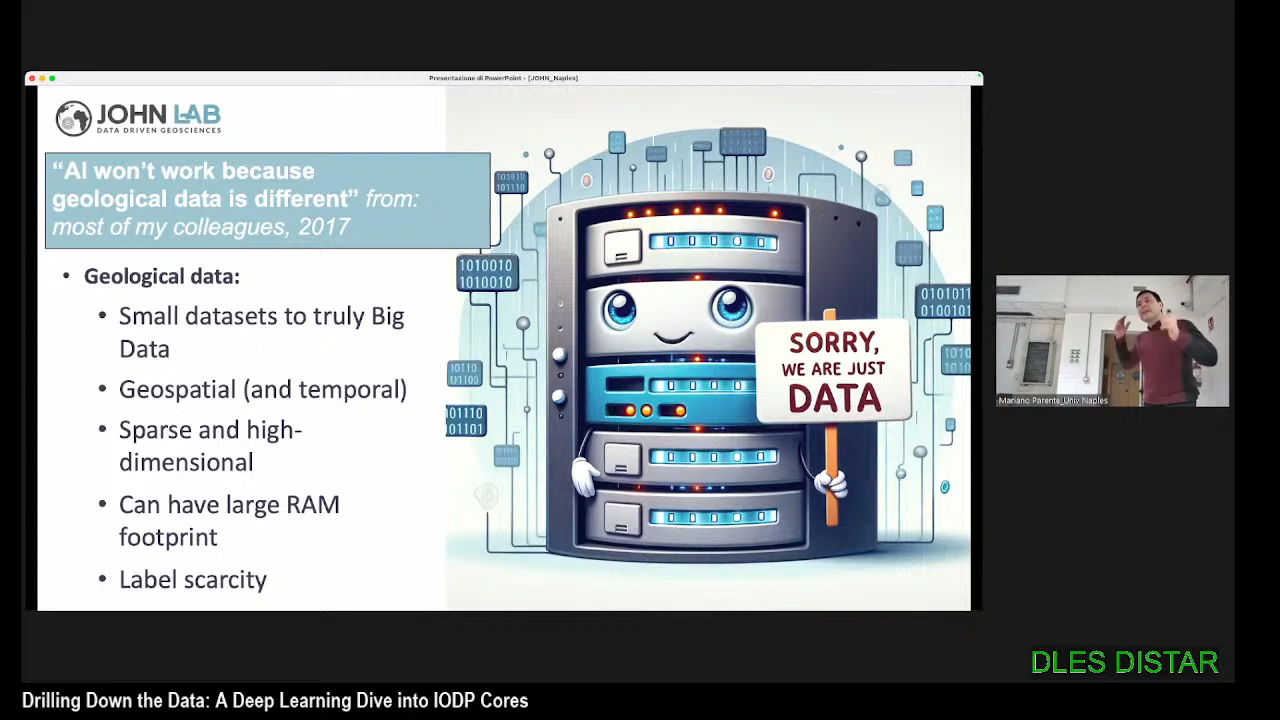 Presentazione di PowerPoint - [JOHN_Naples]
JOHN LAB
DATA DRIVEN GEOSCIENCES
“AI won’t work because
geological data is different” from:
most of my colleagues, 2017
• Geological data:
• Small datasets to truly Big
Data
• Geospatial (and temporal)
• Sparse and high-
dimensional
• Can have large RAM
footprint
• Label scarcity
1010010
1010010
101110
01101
SORRY,
WE ARE JUST
DATA
0101011
010010
Mariano Parente_Univ Naples
DLES DISTAR
Drilling Down the Data: A Deep Learning Dive into IODP Cores